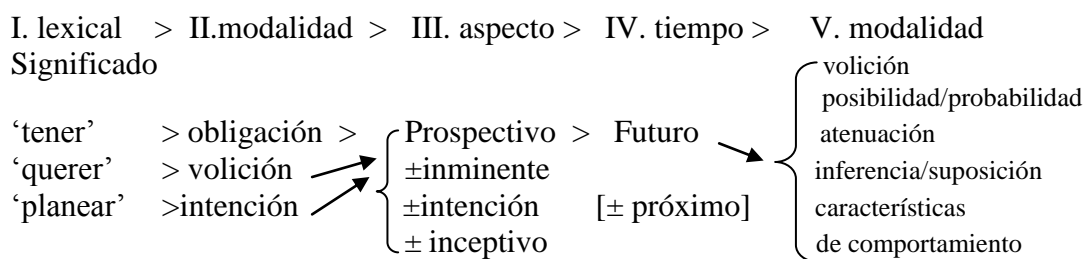 I. lexical > II.modalidad > III. aspecto > IV. tiempo > V. modalidad
Significado
volición
posibilidad/probabilidad
‘tener’ > obligación > Prospectivo > Futuro atenuación
‘querer’ > volición ±inminente inferencia/suposición
‘planear’ >intención ±intención [± próximo] características
± inceptivo de comportamiento